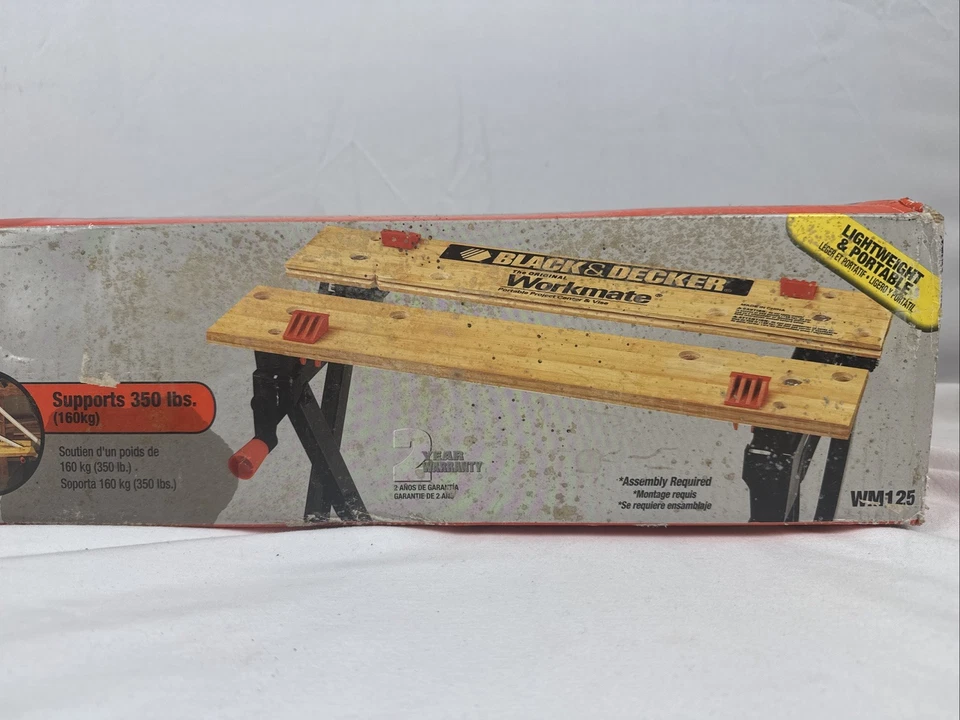 LIGHTWEIGHT
& PORTABLE
LÉGER ET PORTATIF • LIGERO Y PORTÁTIL
BLACK & DECKER
THE ORIGINAL
Workmate
Portable Project Center & Vise
Supports 350 lbs.
(160kg)
Soutien d'un poids de
160 kg (350 lb.)
Soporta 160 kg (350 lbs.)
2 YEAR
WARRANTY
2 AÑOS DE GARANTÍA
GARANTIE DE 2 AN
*Assembly Required
*Montage requis
*Se requiere ensamblaje
WM125